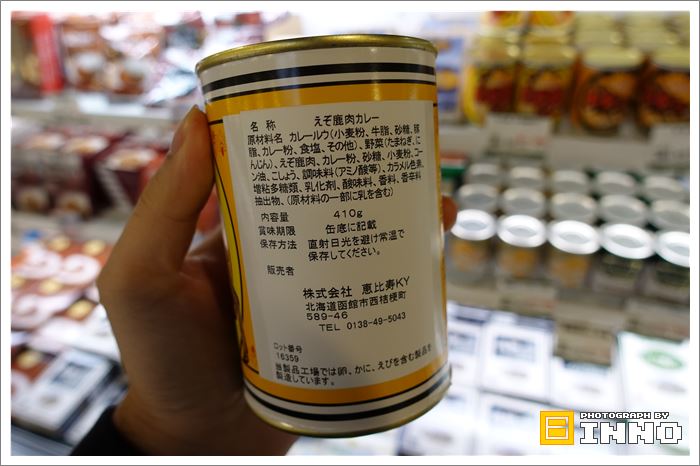 名 称 えぞ鹿肉カレー
原材料名 カレールウ(小麦粉、牛脂、砂糖、豚
脂、カレー粉、食塩、その他)、野菜(たまねぎ、に
んじん)、えぞ鹿肉、カレー粉、砂糖、小麦粉、コー
ン油、こしょう、調味料(アミノ酸等)、カラメル色素、
増粘多糖類、乳化剤、酸味料、香料、香辛料
抽出物、(原材料の一部に乳を含む)
内容量 410g
賞味期限 缶底に記載
保存方法 直射日光を避け常温で
保存してください。
販売者
株式会社 恵比寿KY
北海道函館市西桔梗町
589-46
TEL 0138-49-5043
ロット番号
16359
当製品工場では卵、かに、えびを含む製品を
製造しています。
PHOTOGRAPH BY
EINNO